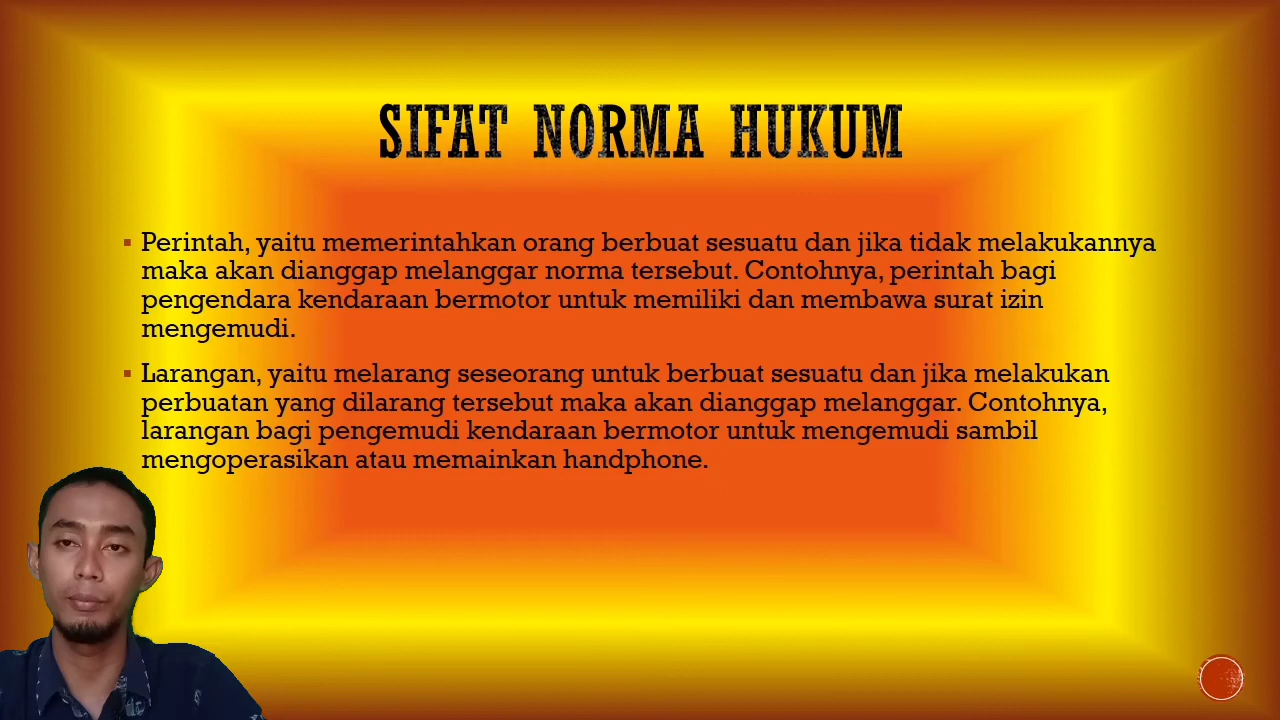 SIFAT NORMA HUKUM
Perintah, yaitu memerintahkan orang berbuat sesuatu dan jika tidak melakukannya
maka akan dianggap melanggar norma tersebut. Contohnya, perintah bagi
pengendara kendaraan bermotor untuk memiliki dan membawa surat izin
mengemudi.
Larangan, yaitu melarang seseorang untuk berbuat sesuatu dan jika melakukan
perbuatan yang dilarang tersebut maka akan dianggap melanggar. Contohnya,
larangan bagi pengemudi kendaraan bermotor untuk mengemudi sambil
mengoperasikan atau memainkan handphone.